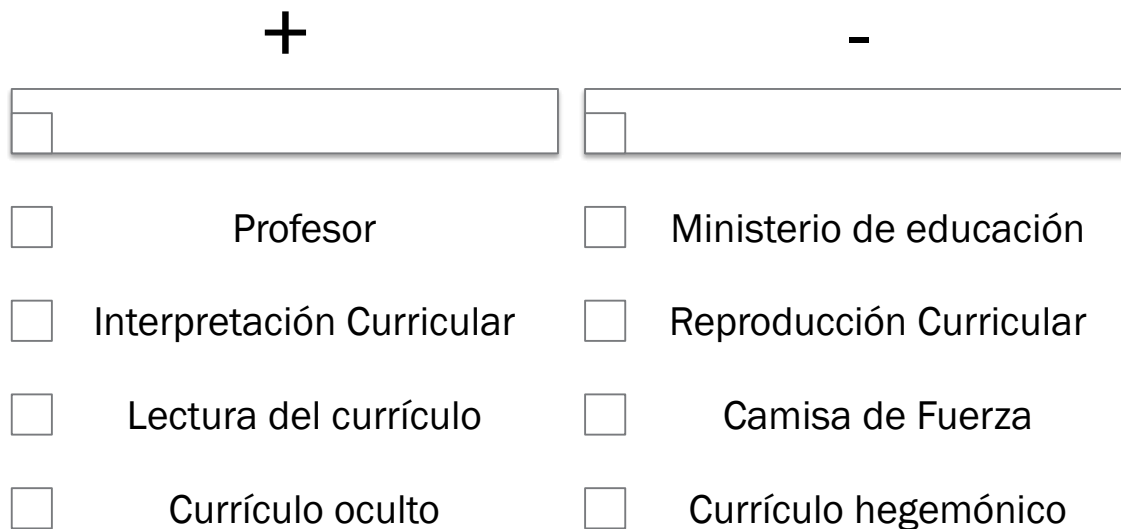 + -
Profesor Ministerio de educación
Interpretación Curricular Reproducción Curricular
Lectura del currículo Camisa de Fuerza
Currículo oculto Currículo hegemónico